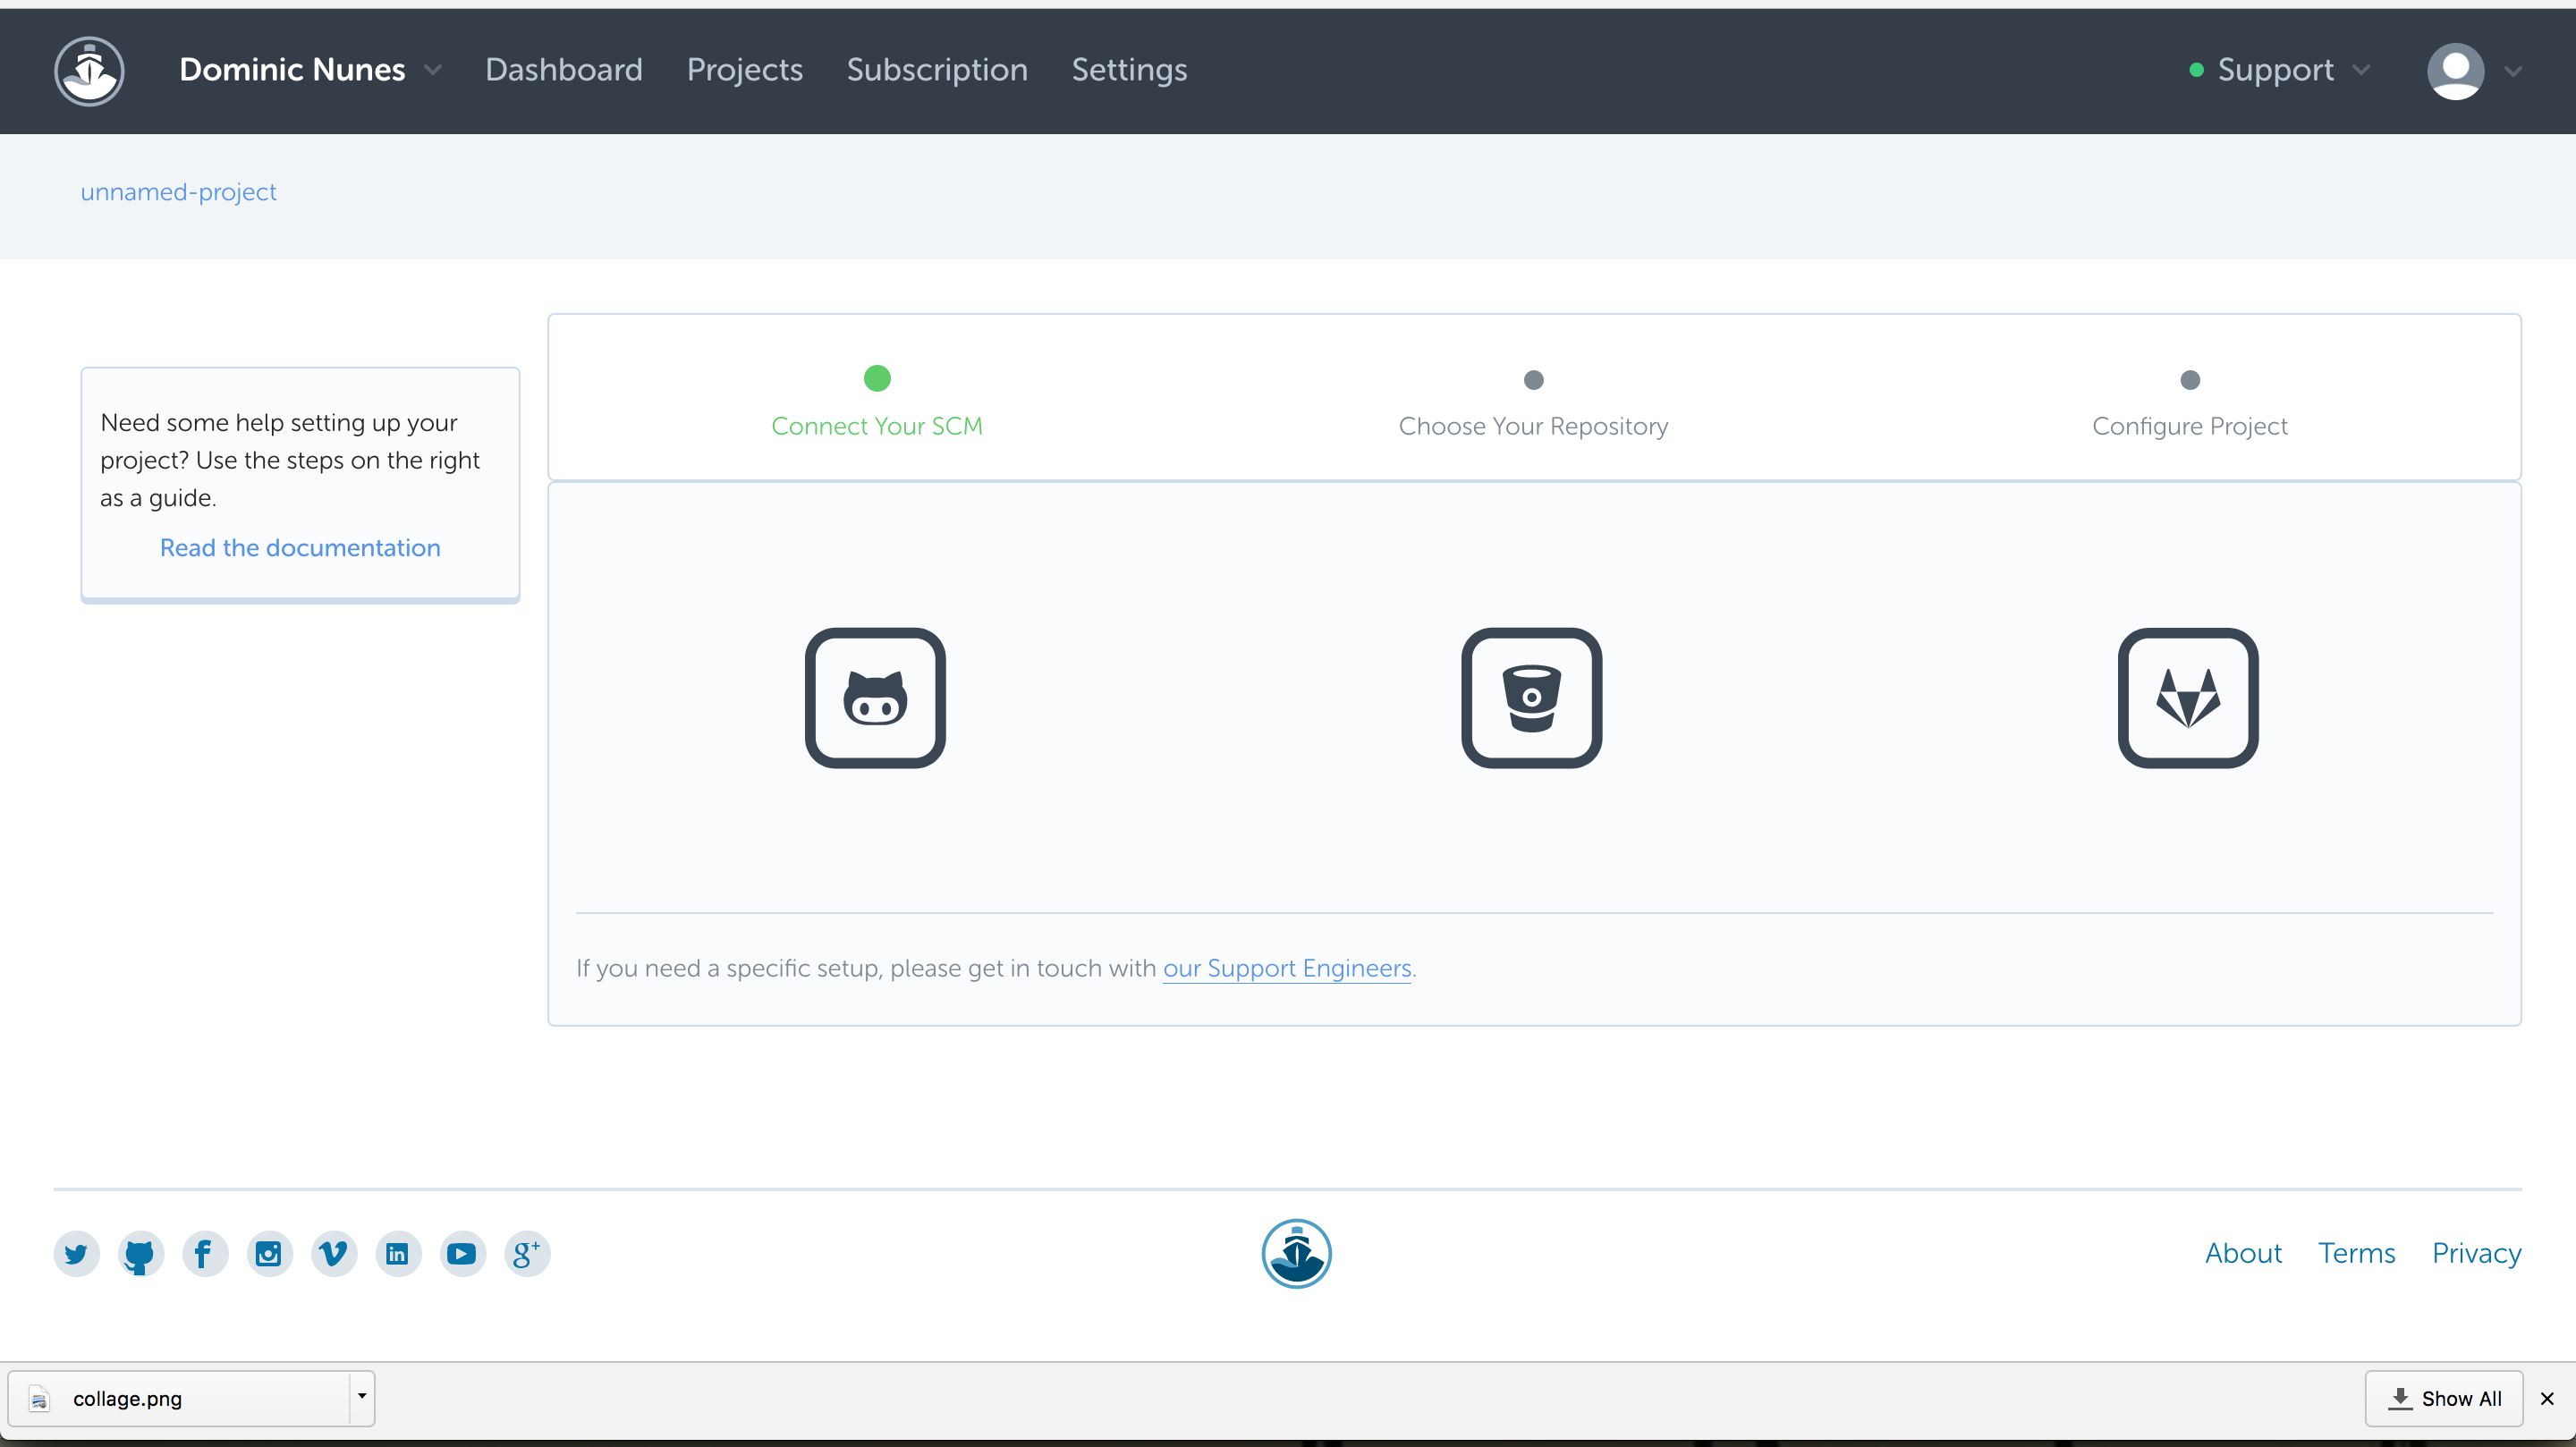 Dominic Nunes Dashboard Projects Subscription Settings Support
unnamed-project
Need some help setting up your
project? Use the steps on the right
as a guide.
Read the documentation
Connect Your SCM
Choose Your Repository
Configure Project
If you need a specific setup, please get in touch with our Support Engineers.
About Terms Privacy
collage.png
Show All